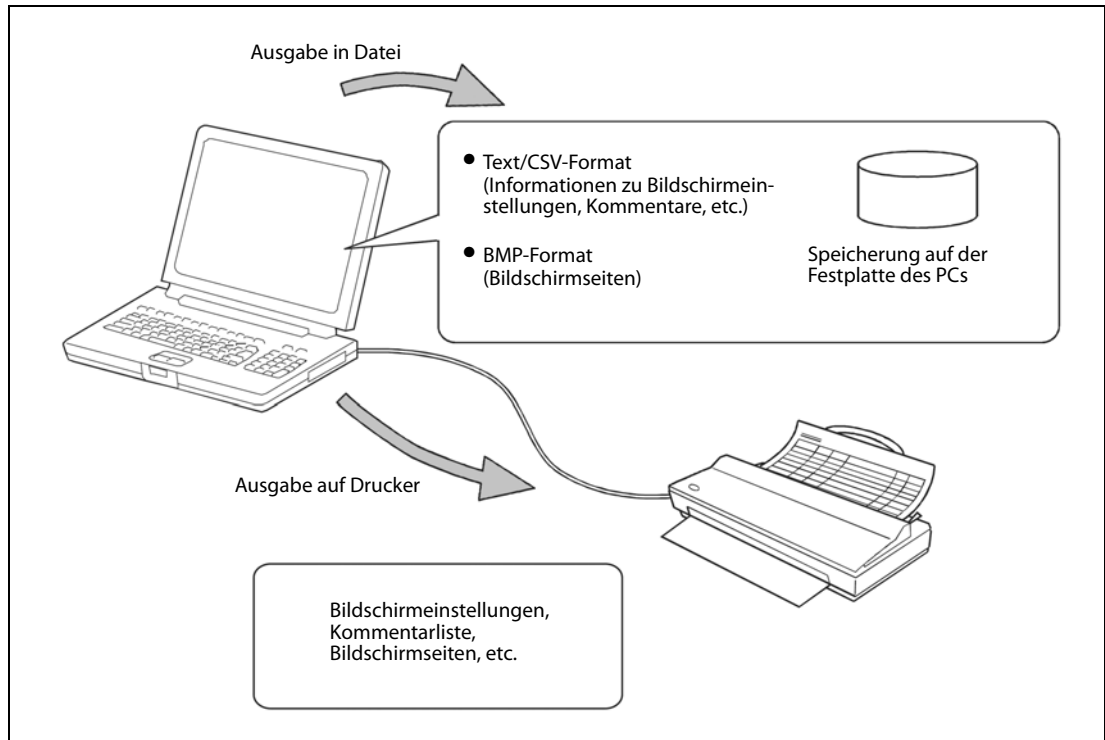 Ausgabe in Datei
● Text/CSV-Format
(Informationen zu Bildschirmein-
stellungen, Kommentare, etc.)
● BMP-Format
(Bildschirmseiten)
Speicherung auf der
Festplatte des PCs
Ausgabe auf Drucker
Bildschirmeinstellungen,
Kommentarliste,
Bildschirmseiten, etc.